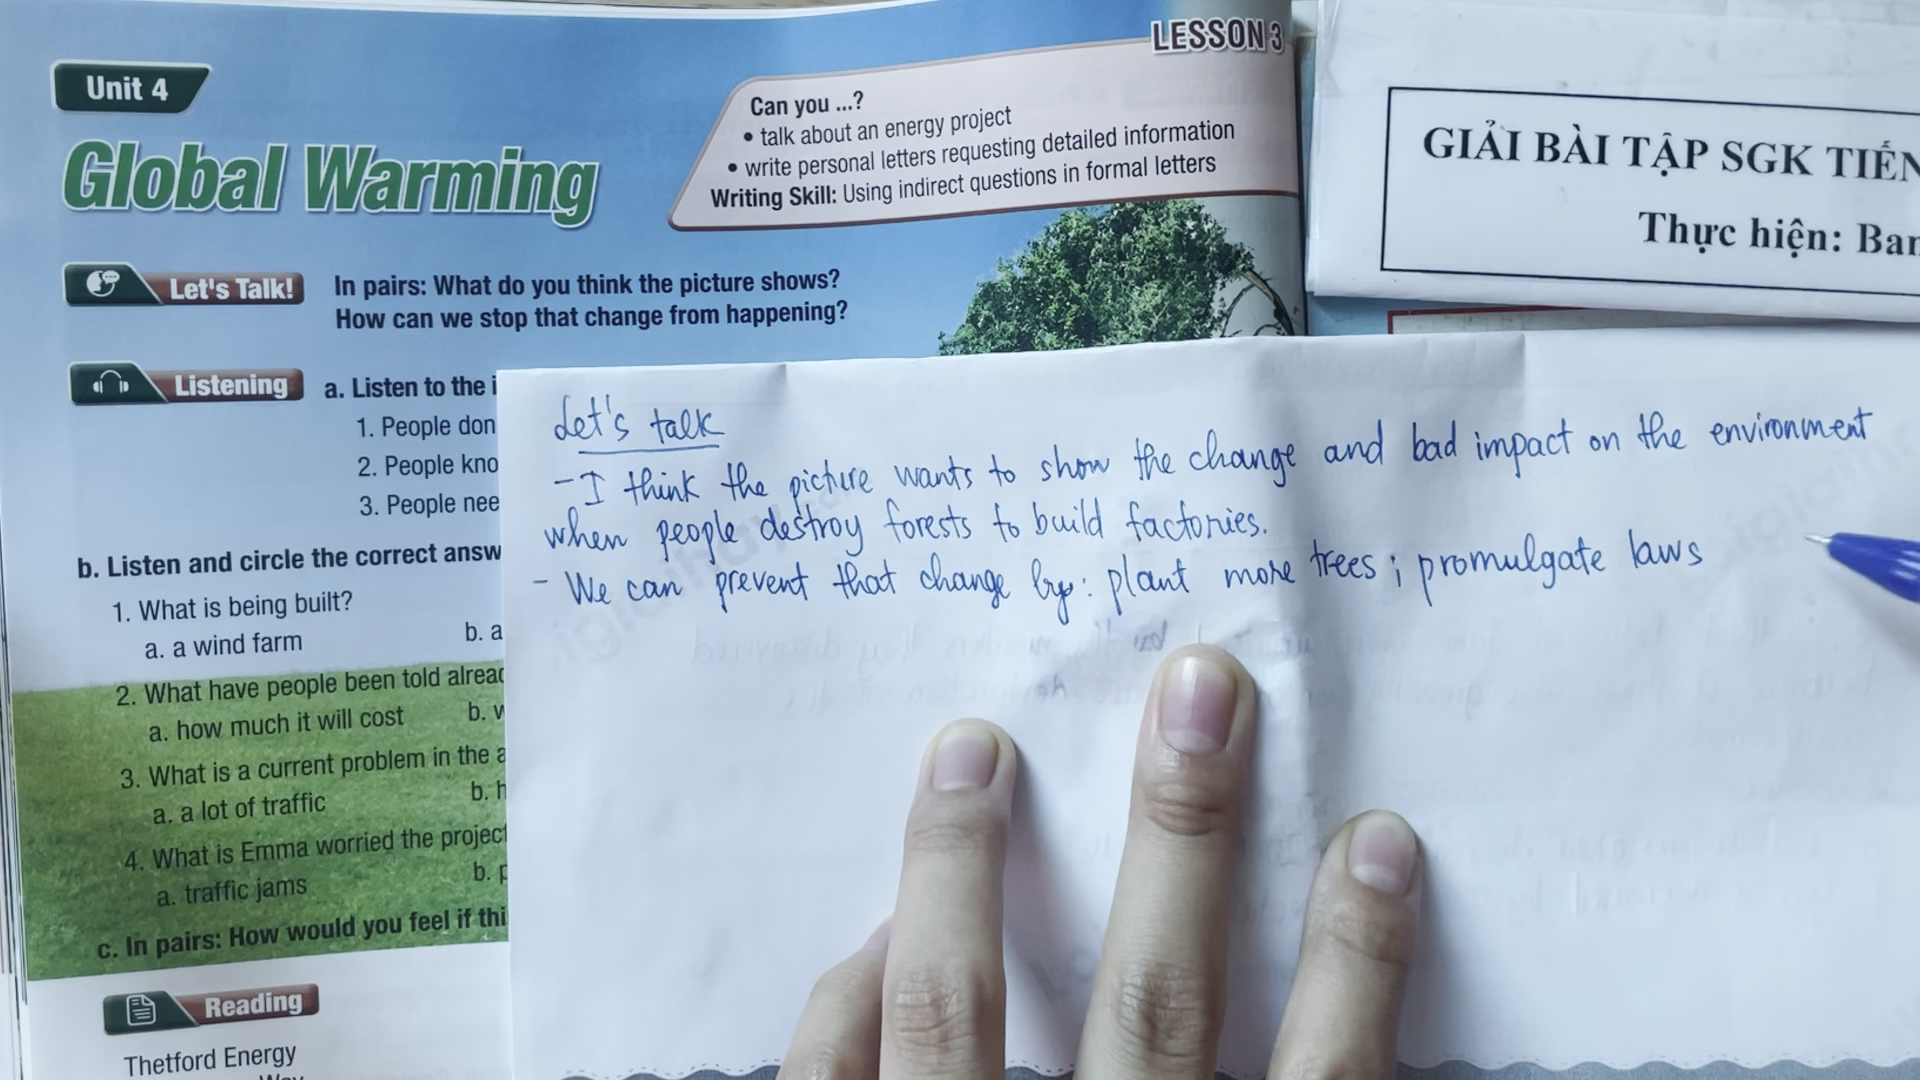 LESSON 3
Unit 4
Global Warming
Can you ...?
• talk about an energy project
• write personal letters requesting detailed information
Writing Skill: Using indirect questions in formal letters
Let's Talk!
In pairs: What do you think the picture shows?
How can we stop that change from happening?
Listening
a. Listen to the i
1. People don
2. People kno
3. People nee
b. Listen and circle the correct answ
1. What is being built?
a. a wind farm
b. a
2. What have people been told alread
a. how much it will cost
b. w
3. What is a current problem in the a
a. a lot of traffic
b. h
4. What is Emma worried the project
a. traffic jams
b. p
c. In pairs: How would you feel if thi
Reading
Thetford Energy
GIẢI BÀI TẬP SGK TIẾN
Thực hiện: Ban
Let's talk
- I think the picture wants to show the change and bad impact on the environment
when people destroy forests to build factories.
- We can prevent that change by: plant more trees; promulgate laws